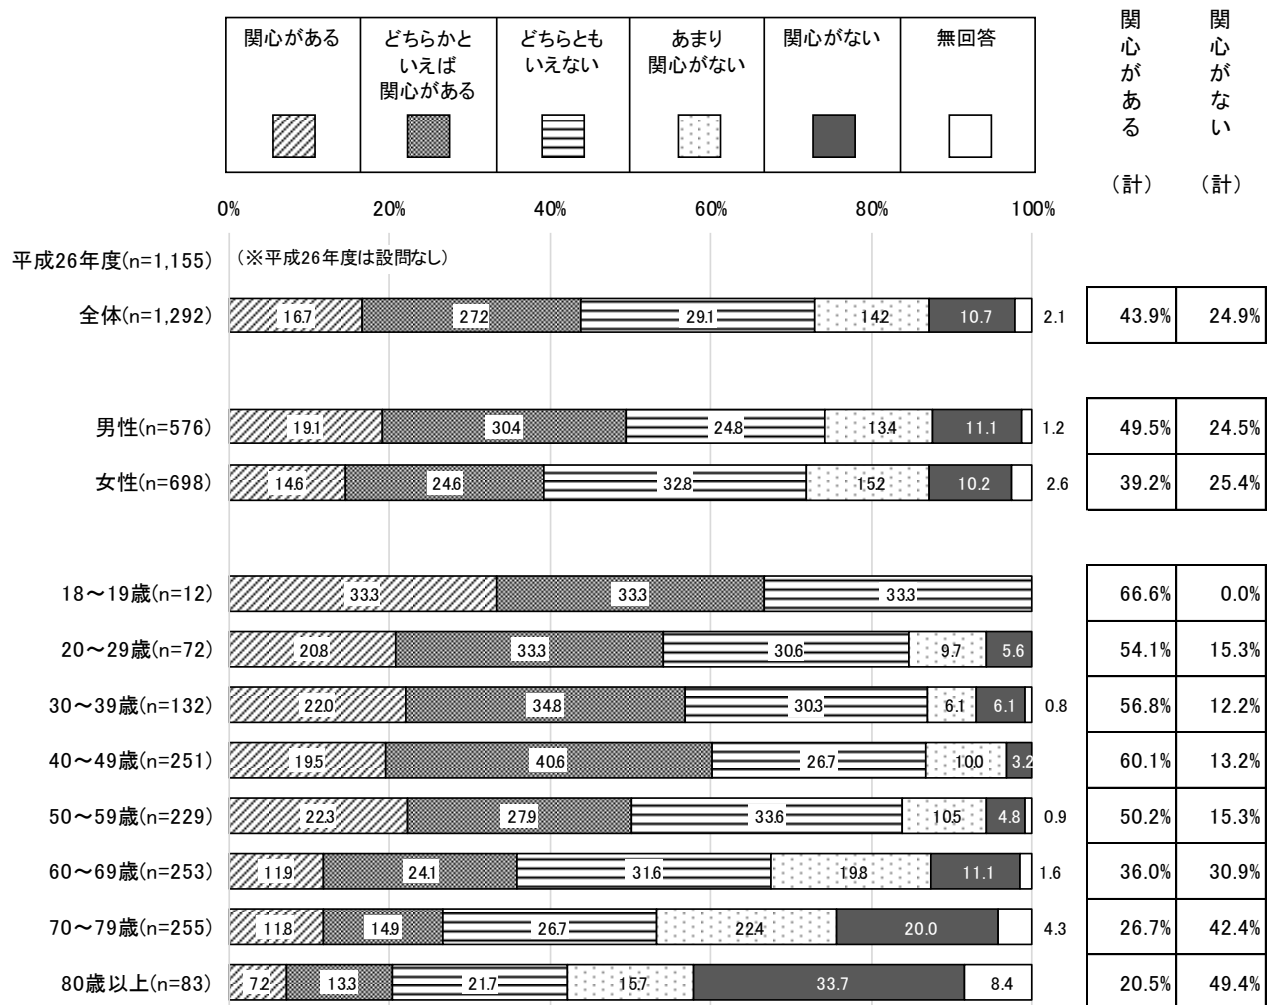 関心がある どちらかといえば関心がある どちらともいえない あまり関心がない 関心がない 無回答 関心がある（計） 関心がない（計）
0% 20% 40% 60% 80% 100%
平成26年度(n=1,155) （※平成26年度は設問なし）
全体(n=1,292) 16.7 27.2 29.1 14.2 10.7 2.1 43.9% 24.9%
男性(n=576) 19.1 30.4 24.8 13.4 11.1 1.2 49.5% 24.5%
女性(n=698) 14.6 24.6 32.8 15.2 10.2 2.6 39.2% 25.4%
18～19歳(n=12) 33.3 33.3 33.3 66.6% 0.0%
20～29歳(n=72) 20.8 33.3 30.6 9.7 5.6 54.1% 15.3%
30～39歳(n=132) 22.0 34.8 30.3 6.1 6.1 0.8 56.8% 12.2%
40～49歳(n=251) 19.5 40.6 26.7 10.0 3.2 60.1% 13.2%
50～59歳(n=229) 22.3 27.9 33.6 10.5 4.8 0.9 50.2% 15.3%
60～69歳(n=253) 11.9 24.1 31.6 19.8 11.1 1.6 36.0% 30.9%
70～79歳(n=255) 11.8 14.9 26.7 22.4 20.0 4.3 26.7% 42.4%
80歳以上(n=83) 7.2 13.3 21.7 15.7 33.7 8.4 20.5% 49.4%